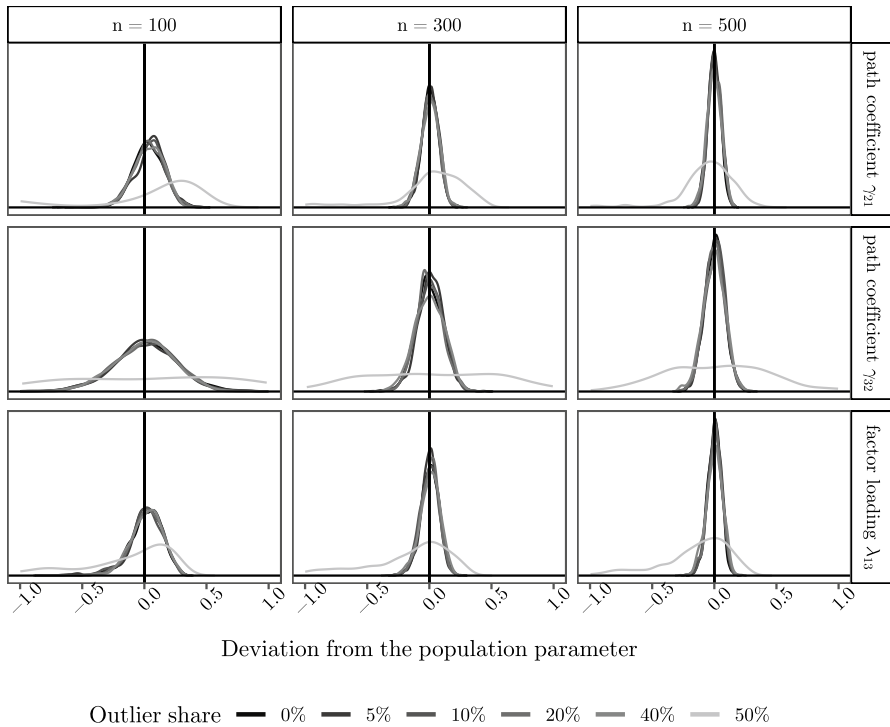 n = 100
n = 300
n = 500
path coefficient γ₂₁
path coefficient γ₃₂
factor loading λ₁₃
−1.0 −0.5 0.0 0.5 1.0
−1.0 −0.5 0.0 0.5 1.0
−1.0 −0.5 0.0 0.5 1.0
Deviation from the population parameter
Outlier share 0% 5% 10% 20% 40% 50%